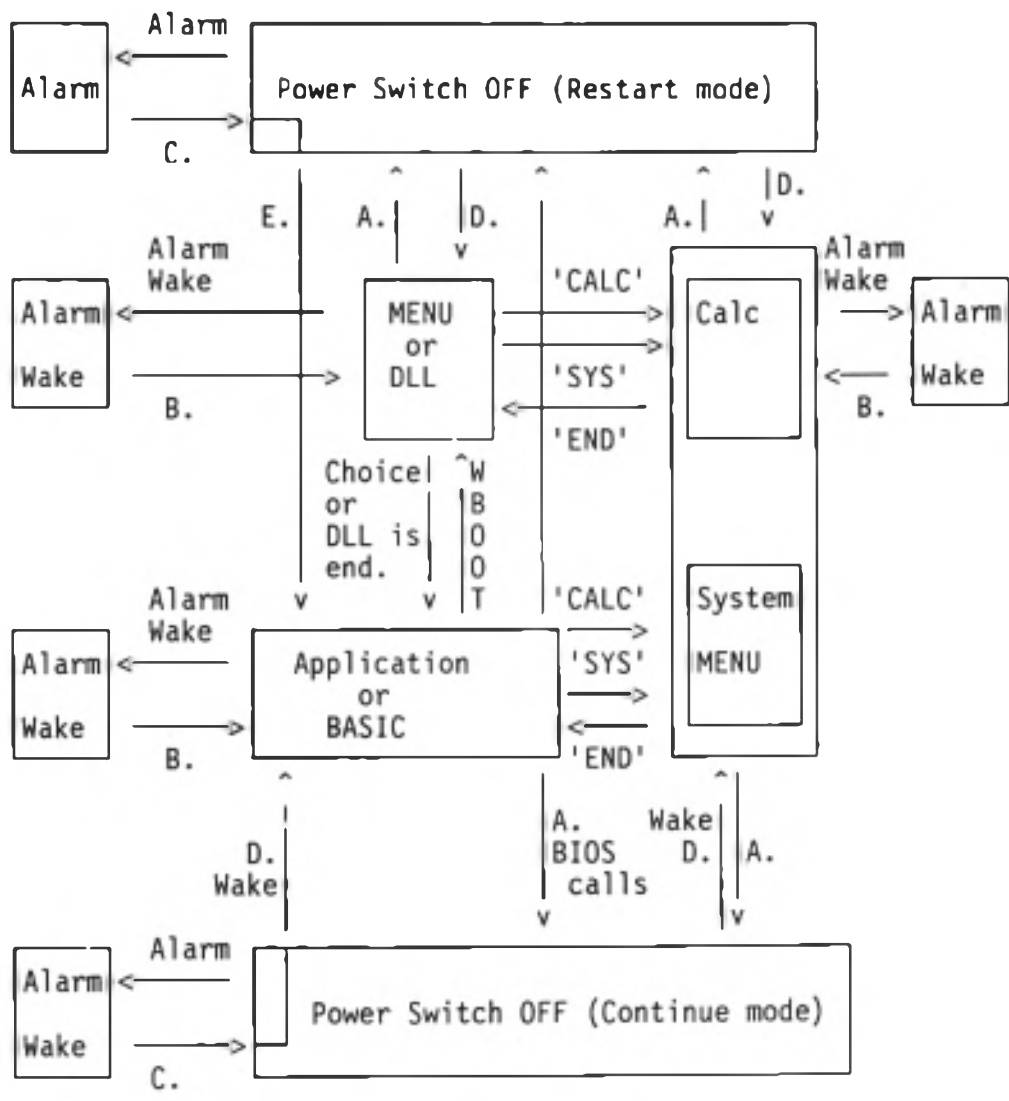 Alarm
Alarm
Power Switch OFF (Restart mode)
C.
E.
A.
D.
A.
D.
Alarm
Wake
Alarm
Wake
B.
MENU
or
DLL
'CALC'
'SYS'
'END'
Calc
Alarm
Wake
Alarm
Wake
B.
Choice
or
DLL is
end.
WBOOT
Alarm
Wake
Alarm
Wake
B.
Application
or
BASIC
'CALC'
'SYS'
'END'
System
MENU
D.
Wake
A.
BIOS
calls
Wake
D.
A.
Alarm
Alarm
Wake
C.
Power Switch OFF (Continue mode)